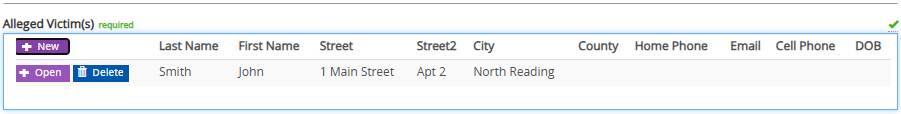 Alleged Victim(s) required
New Last Name First Name Street Street2 City County Home Phone Email Cell Phone DOB
Open Delete Smith John 1 Main Street Apt 2 North Reading